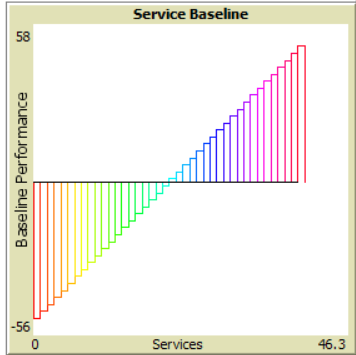 Service Baseline
58
Baseline Performance
-56
0
Services
46.3